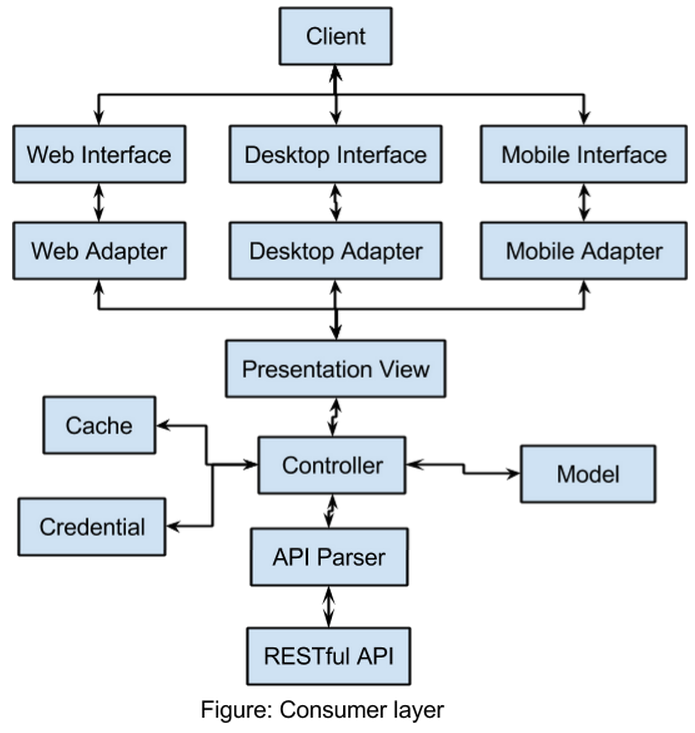 Client
Web Interface
Desktop Interface
Mobile Interface
Web Adapter
Desktop Adapter
Mobile Adapter
Presentation View
Cache
Controller
Model
Credential
API Parser
RESTful API
Figure: Consumer layer